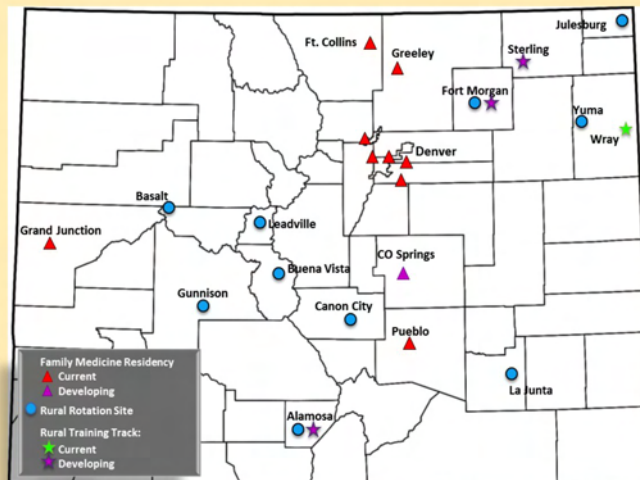 Julesburg
Ft. Collins
Greeley
Sterling
Fort Morgan
Yuma
Wray
Denver
Basalt
Leadville
Grand Junction
Buena Vista
CO Springs
Gunnison
Canon City
Pueblo
La Junta
Alamosa
Family Medicine Residency
Current
Developing
Rural Rotation Site
Rural Training Track:
Current
Developing